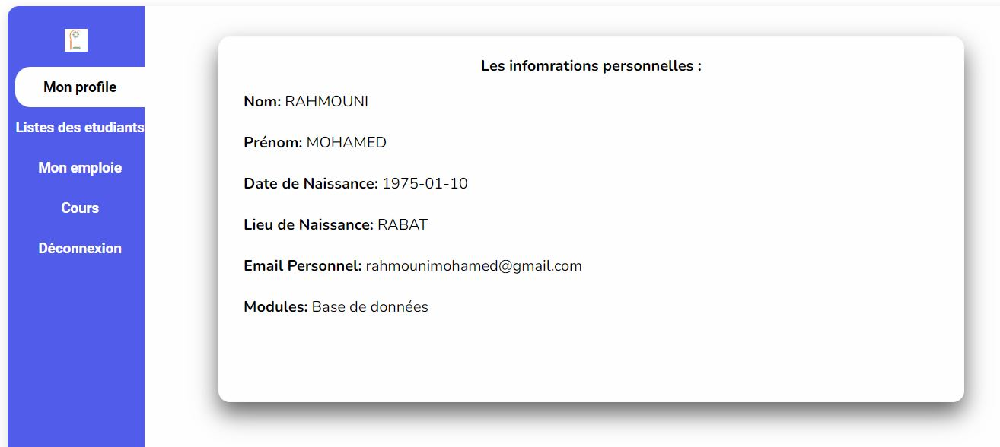 Mon profile
Listes des etudiants
Mon emploie
Cours
Déconnexion
Les infomrations personnelles :
Nom: RAHMOUNI
Prénom: MOHAMED
Date de Naissance: 1975-01-10
Lieu de Naissance: RABAT
Email Personnel: rahmounimohamed@gmail.com
Modules: Base de données